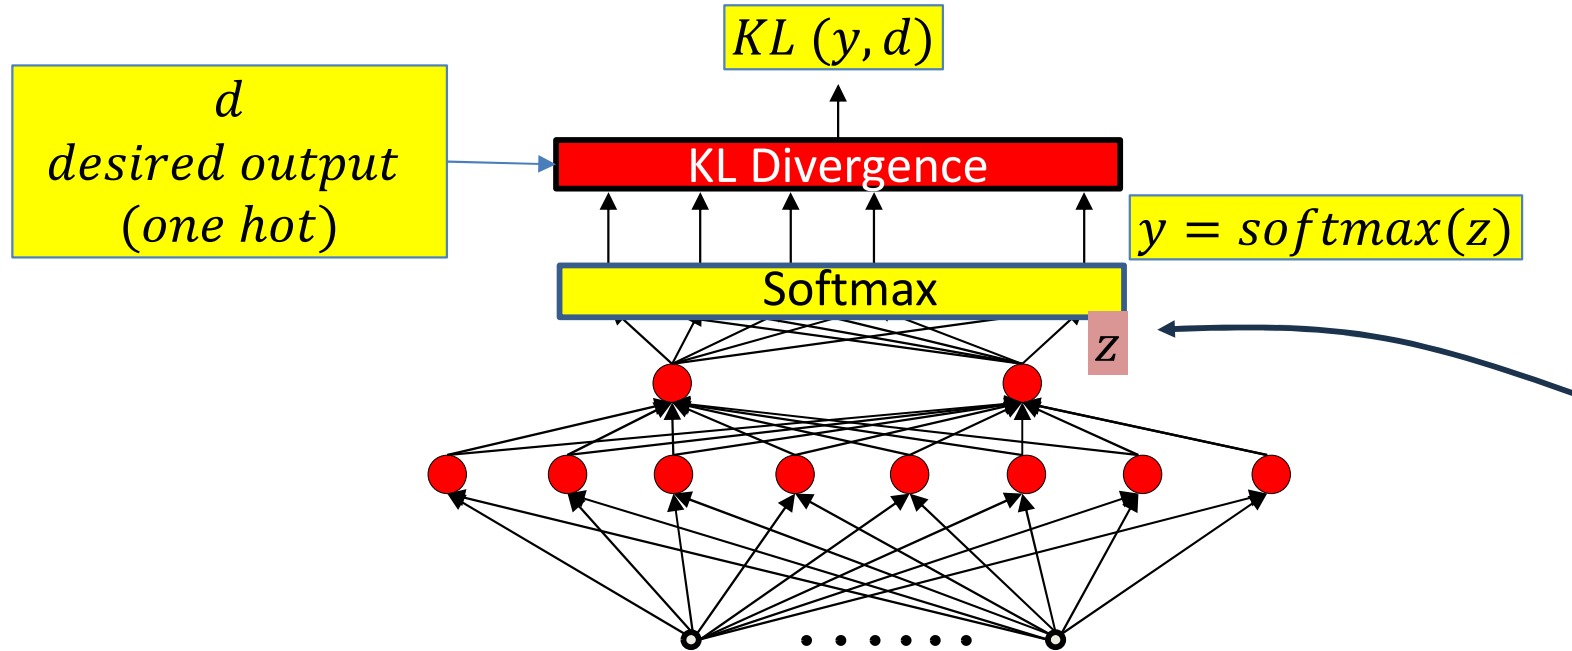 KL (y, d)
d
desired output
(one hot)
KL Divergence
y = softmax(z)
Softmax
z